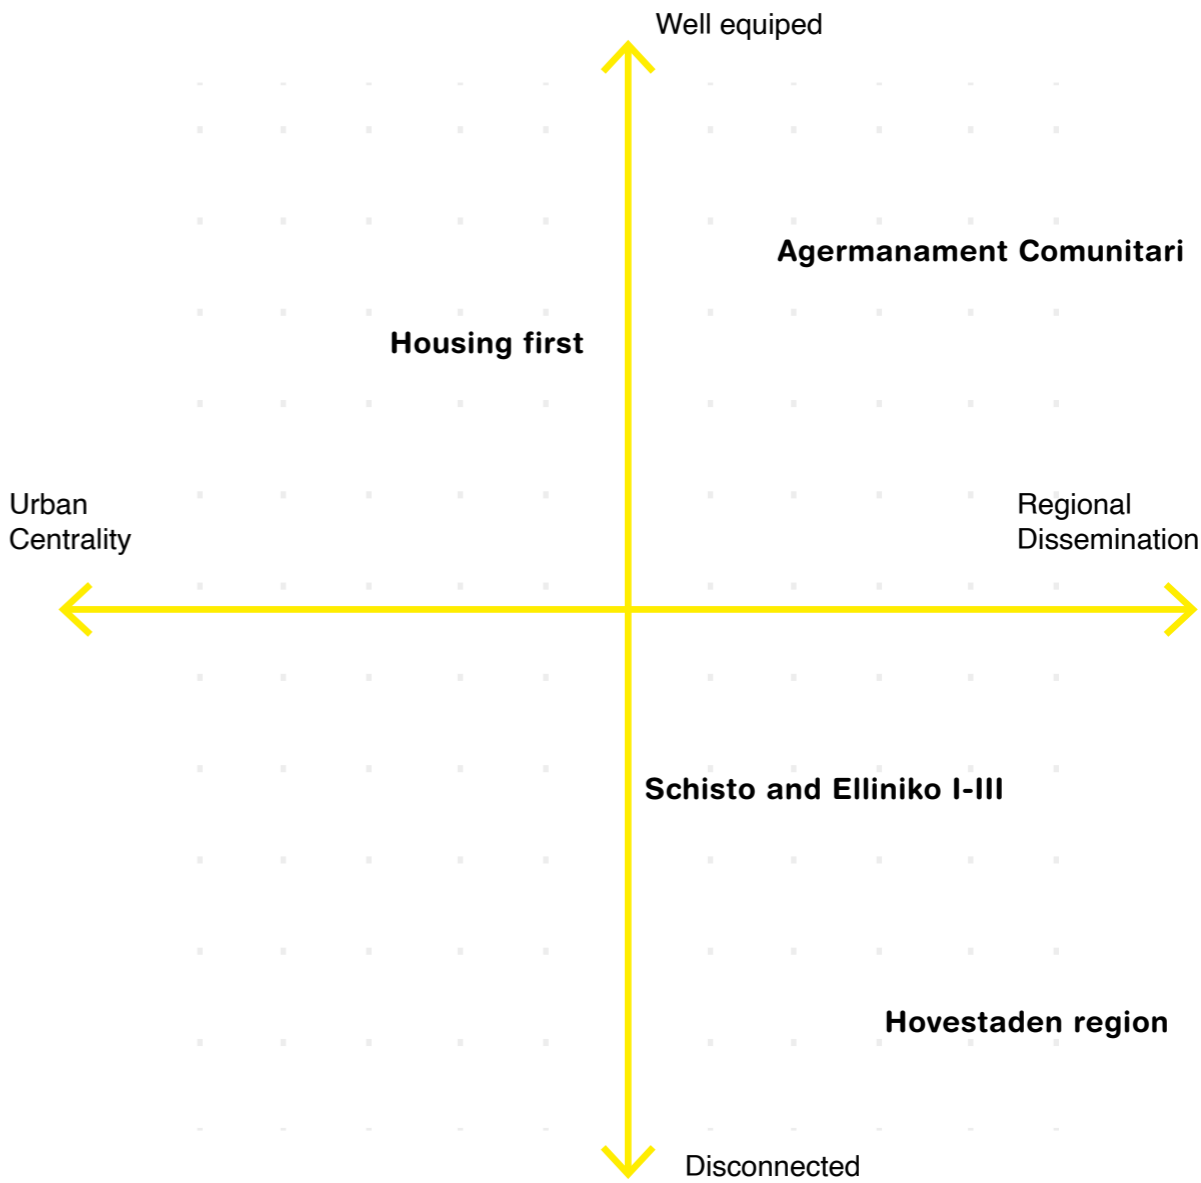 Well equiped
Agermanament Comunitari
Housing first
Urban
Centrality
Regional
Dissemination
Schisto and Elliniko I-III
Hovestaden region
Disconnected